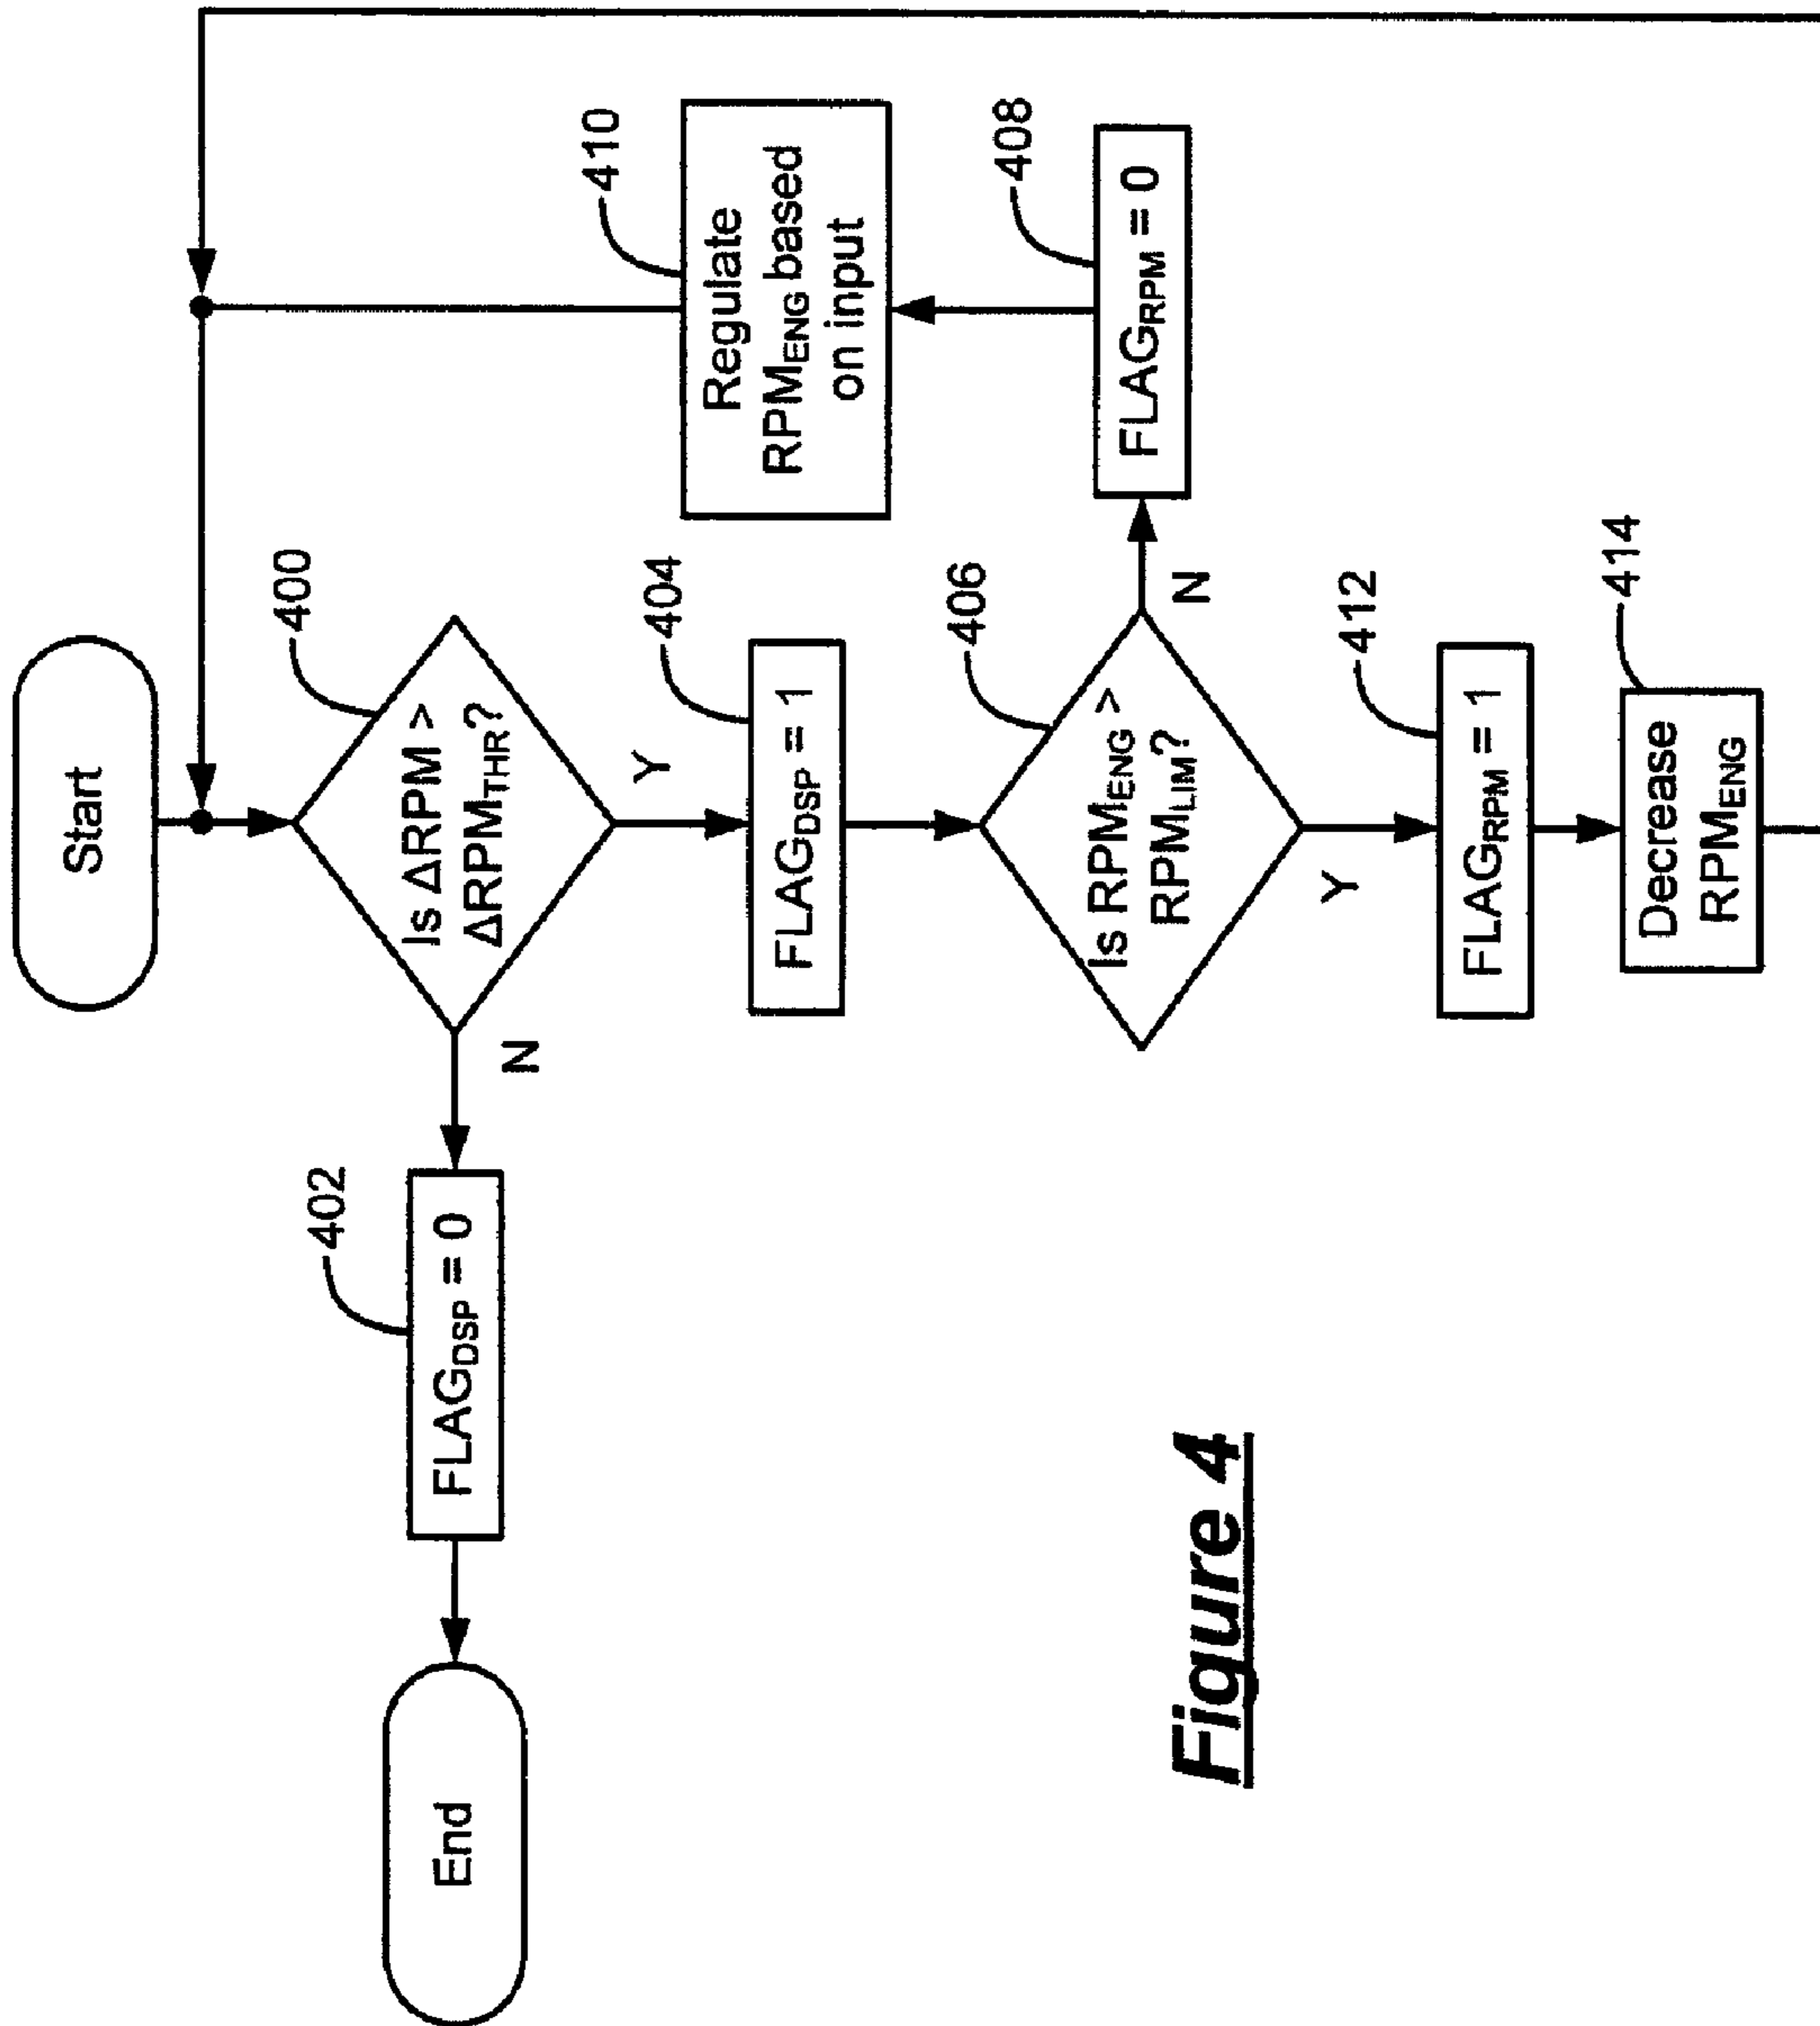 Start
400
Is ΔRPM >
ΔRPMTHR?
N
Y
402
FLAGDSP = 0
End
404
FLAGDSP = 1
406
Is RPMENG >
RPMLIM?
N
Y
408
FLAGRPM = 0
410
Regulate
RPMENG based
on input
412
FLAGRPM = 1
414
Decrease
RPMENG
Figure 4